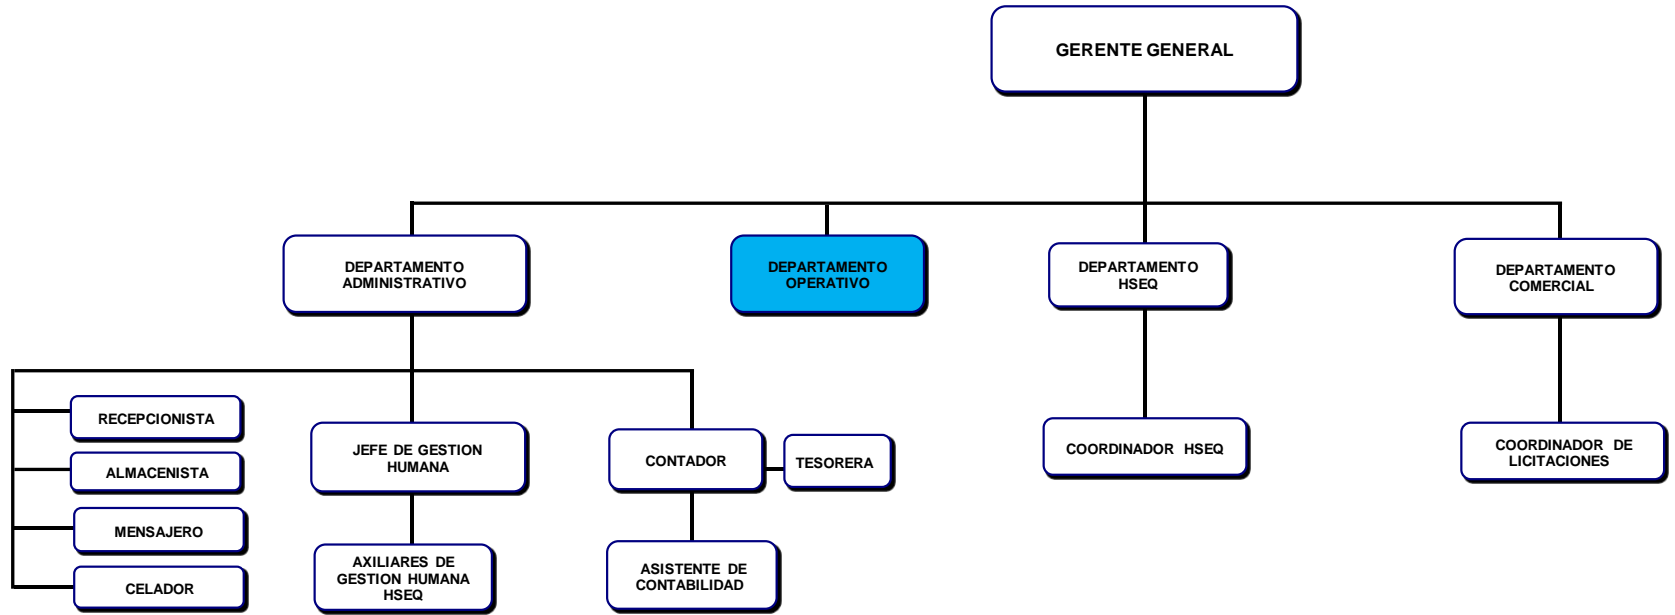 GERENTE GENERAL
DEPARTAMENTO
ADMINISTRATIVO
DEPARTAMENTO
OPERATIVO
DEPARTAMENTO
HSEQ
DEPARTAMENTO
COMERCIAL
RECEPCIONISTA
ALMACENISTA
MENSAJERO
CELADOR
JEFE DE GESTION
HUMANA
AXILIARES DE
GESTION HUMANA
HSEQ
CONTADOR
TESORERA
ASISTENTE DE
CONTABILIDAD
COORDINADOR HSEQ
COORDINADOR DE
LICITACIONES